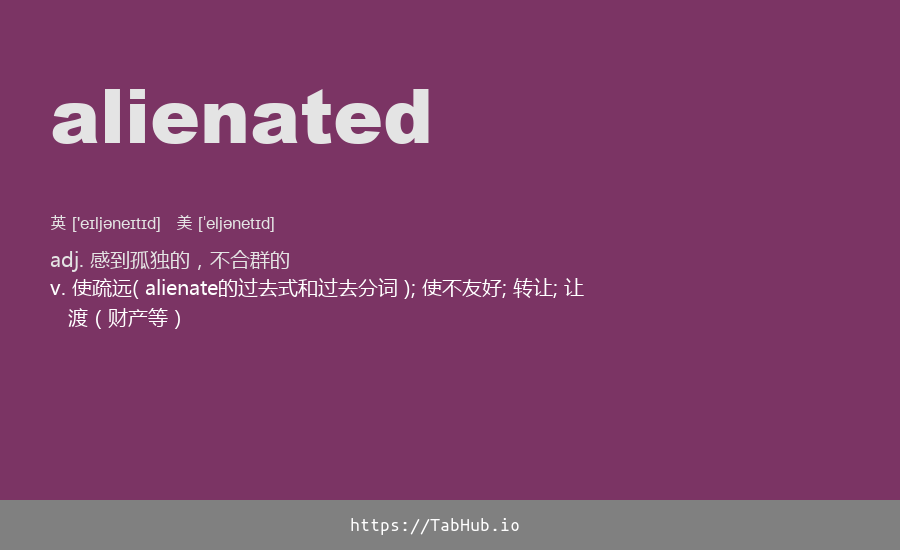 alienated
英 ['eɪljəneɪtɪd] 美 ['eljənetɪd]
adj. 感到孤独的，不合群的
v. 使疏远( alienate的过去式和过去分词 ); 使不友好; 转让; 让
渡（财产等）
https://TabHub.io